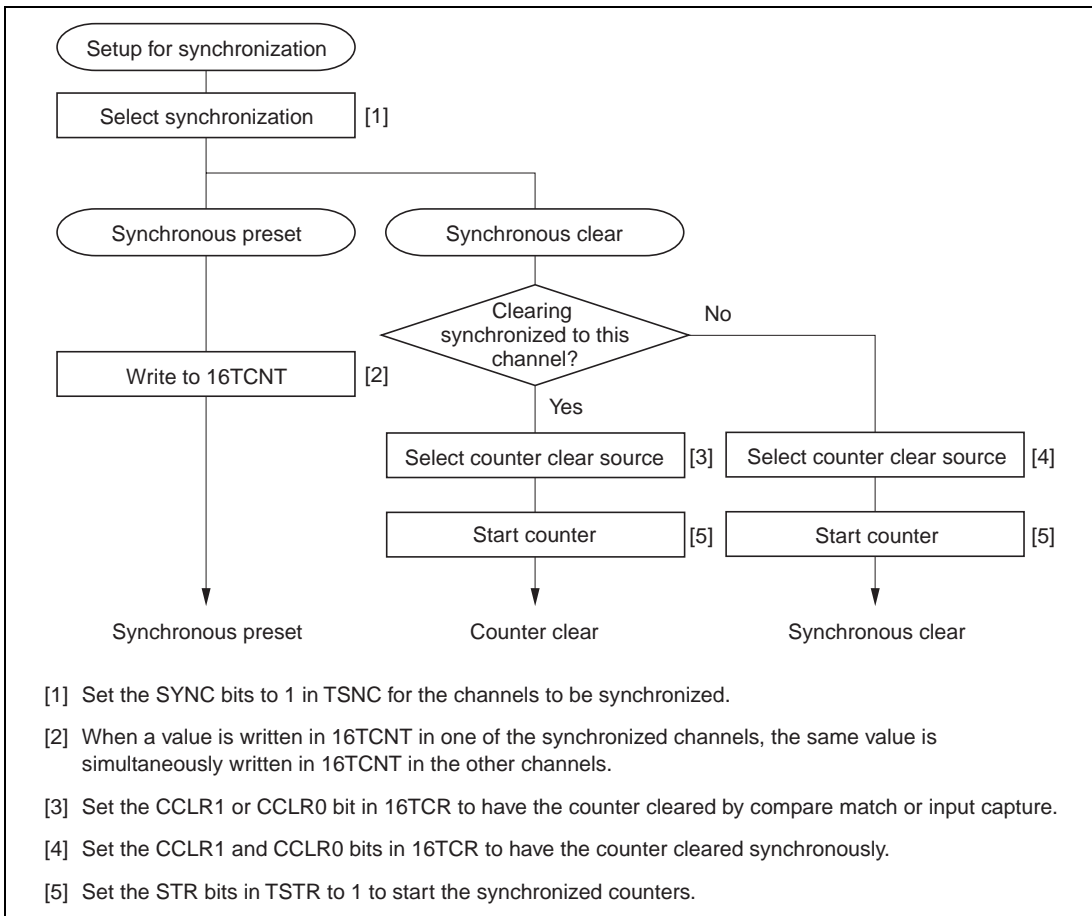 Setup for synchronization
Select synchronization [1]
Synchronous preset
Synchronous clear
Clearing
synchronized to this
channel?
No
Write to 16TCNT [2]
Yes
Select counter clear source [3]
Select counter clear source [4]
Start counter [5]
Start counter [5]
Synchronous preset
Counter clear
Synchronous clear
[1] Set the SYNC bits to 1 in TSNC for the channels to be synchronized.
[2] When a value is written in 16TCNT in one of the synchronized channels, the same value is
simultaneously written in 16TCNT in the other channels.
[3] Set the CCLR1 or CCLR0 bit in 16TCR to have the counter cleared by compare match or input capture.
[4] Set the CCLR1 and CCLR0 bits in 16TCR to have the counter cleared synchronously.
[5] Set the STR bits in TSTR to 1 to start the synchronized counters.